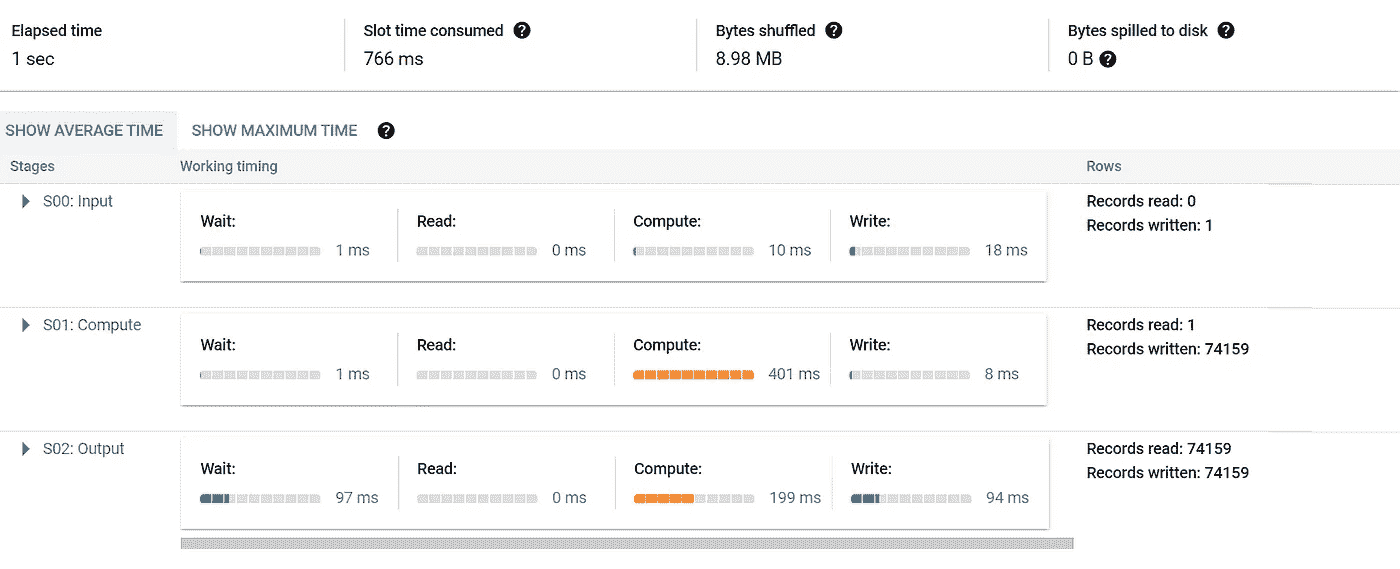 Elapsed time
1 sec
Slot time consumed ?
766 ms
Bytes shuffled ?
8.98 MB
Bytes spilled to disk ?
0 B ?
SHOW AVERAGE TIME SHOW MAXIMUM TIME ?
Stages Working timing Rows
S00: Input
Wait: Read: Compute: Write:
1 ms 0 ms 10 ms 18 ms
Records read: 0
Records written: 1
S01: Compute
Wait: Read: Compute: Write:
1 ms 0 ms 401 ms 8 ms
Records read: 1
Records written: 74159
S02: Output
Wait: Read: Compute: Write:
97 ms 0 ms 199 ms 94 ms
Records read: 74159
Records written: 74159